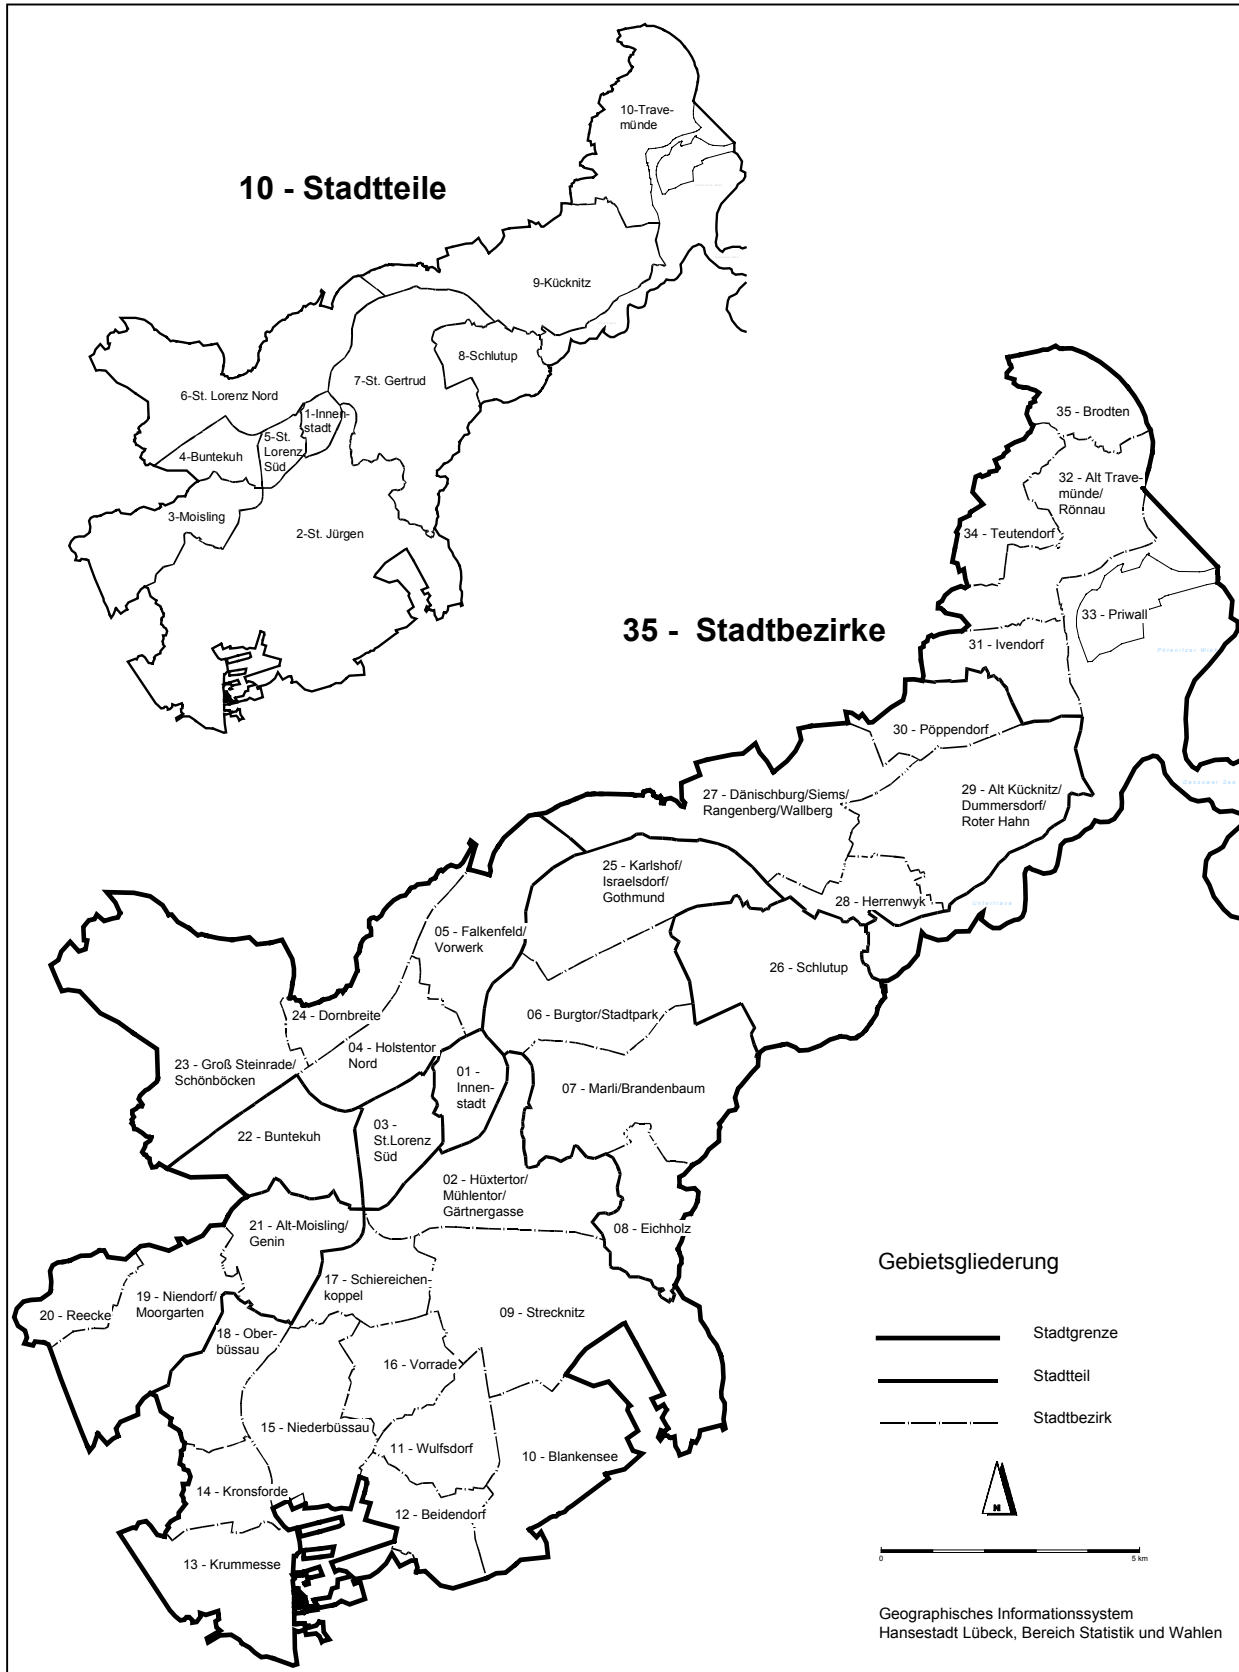 10 - Stadtteile
10-Trave-
münde
9-Kücknitz
8-Schlutup
7-St. Gertrud
6-St. Lorenz Nord
1-Innen-
stadt
5-St.
Lorenz
Süd
4-Buntekuh
3-Moisling
2-St. Jürgen
35 - Stadtbezirke
35 - Brodten
32 - Alt Trave-
münde/
Rönnau
34 - Teutendorf
33 - Priwall
31 - Ivendorf
Pötenitzer Wiek
30 - Pöppendorf
Dassower See
27 - Dänischburg/Siems/
Rangenberg/Wallberg
29 - Alt Kücknitz/
Dummersdorf/
Roter Hahn
25 - Karlshof/
Israelsdorf/
Gothmund
28 - Herrenwyk
Untertrave
05 - Falkenfeld/
Vorwerk
26 - Schlutup
24 - Dornbreite
06 - Burgtor/Stadtpark
04 - Holstentor
Nord
23 - Groß Steinrade/
Schönböcken
01 -
Innen-
stadt
07 - Marli/Brandenbaum
03 -
St.Lorenz
Süd
22 - Buntekuh
02 - Hüxtertor/
Mühlentor/
Gärtnergasse
21 - Alt-Moisling/
Genin
08 - Eichholz
17 - Schiereichen-
koppel
19 - Niendorf/
Moorgarten
20 - Reecke
09 - Strecknitz
18 - Ober-
büssau
16 - Vorrade
15 - Niederbüssau
11 - Wulfsdorf
10 - Blankensee
14 - Kronsforde
12 - Beidendorf
13 - Krummesse
Gebietsgliederung
Stadtgrenze
Stadtteil
Stadtbezirk
N
0 5 km
Geographisches Informationssystem
Hansestadt Lübeck, Bereich Statistik und Wahlen